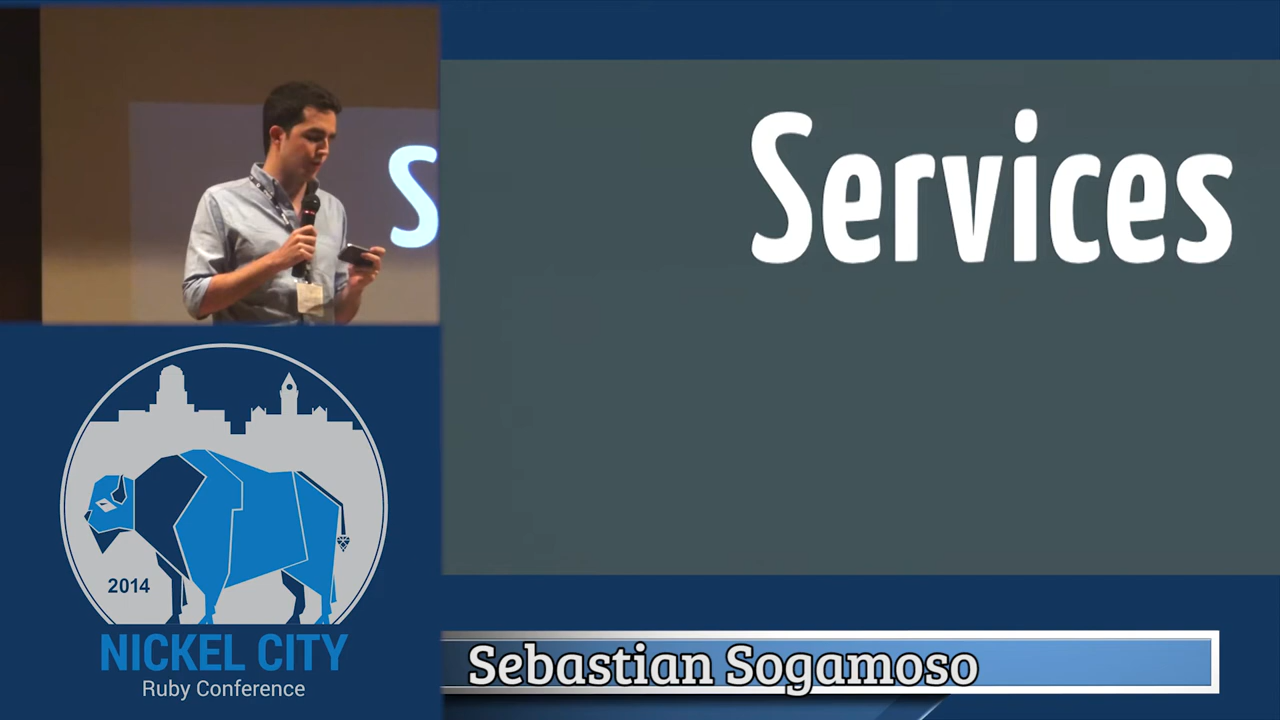 S
Services
2014
NICKEL CITY
Ruby Conference
Sebastian Sogamoso